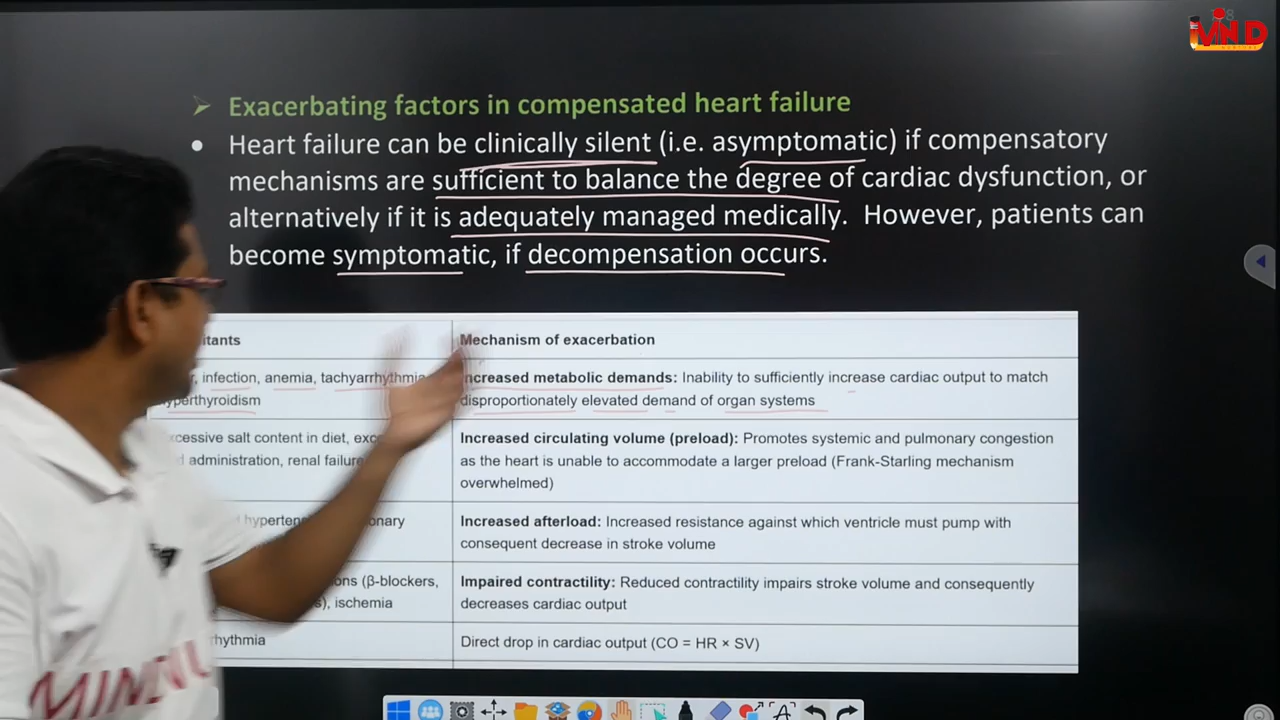 MIND
Exacerbating factors in compensated heart failure
Heart failure can be clinically silent (i.e. asymptomatic) if compensatory
mechanisms are sufficient to balance the degree of cardiac dysfunction, or
alternatively if it is adequately managed medically. However, patients can
become symptomatic, if decompensation occurs.
itants Mechanism of exacerbation
infection, anemia, tachyarrhythmia increased metabolic demands: Inability to sufficiently increase cardiac output to match
yperthyroidism disproportionately elevated demand of organ systems
xcessive salt content in diet, exc Increased circulating volume (preload): Promotes systemic and pulmonary congestion
d administration, renal failure as the heart is unable to accommodate a larger preload (Frank-Starling mechanism
overwhelmed)
hyperten onary Increased afterload: Increased resistance against which ventricle must pump with
consequent decrease in stroke volume
ons (β-blockers, Impaired contractility: Reduced contractility impairs stroke volume and consequently
s), ischemia decreases cardiac output
hythmia Direct drop in cardiac output (CO = HR × SV)